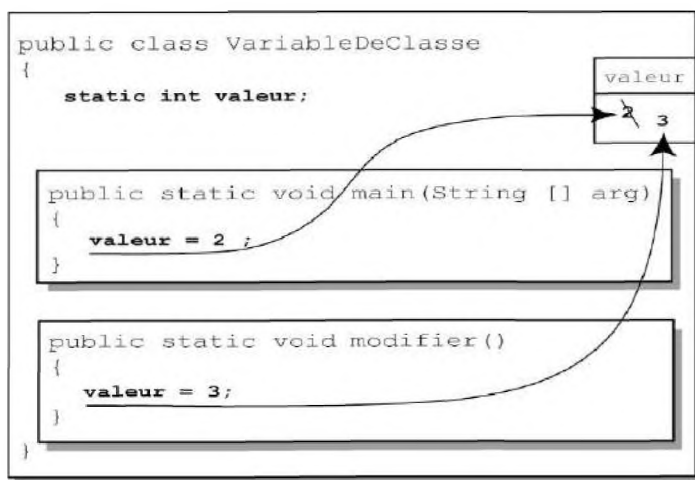 public class VariableDeClasse
{
static int valeur;
valeur
2 3
public static void main(String [] arg)
{
valeur = 2 ;
}
public static void modifier()
{
valeur = 3;
}
}